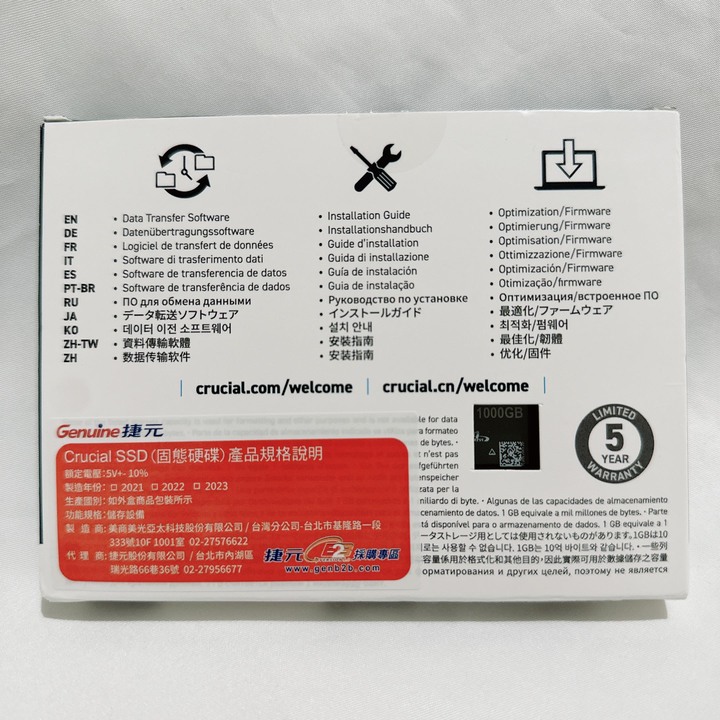 EN • Data Transfer Software • Installation Guide • Optimization/Firmware
DE • Datenübertragungssoftware • Installationshandbuch • Optimierung/Firmware
FR • Logiciel de transfert de données • Guide d'installation • Optimisation/Firmware
IT • Software di trasferimento dati • Guida di installazione • Ottimizzazione/Firmware
ES • Software de transferencia de datos • Guía de instalación • Optimización/Firmware
PT-BR • Software de transferência de dados • Guia de instalação • Otimização/firmware
RU • ПО для обмена данными • Руководство по установке • Оптимизация/встроенное ПО
JA • データ転送ソフトウェア • インストールガイド • 最適化/ファームウェア
KO • 데이터 이전 소프트웨어 • 설치 안내 • 최적화/펌웨어
ZH-TW • 資料傳輸軟體 • 安裝指南 • 最佳化/韌體
ZH • 数据传输软件 • 安装指南 • 优化/固件
crucial.com/welcome | crucial.cn/welcome
1000GB
LIMITED
5
YEAR
WARRANTY
Genuine 捷元
Crucial SSD (固態硬碟) 產品規格說明
額定電壓:5V+- 10%
製造年份: □ 2021 □ 2022 □ 2023
生產國別: 如外盒商品包裝所示
功能規格: 儲存設備
製 造 商: 美商美光亞太科技股份有限公司 / 台灣分公司-台北市基隆路一段
333號10F 1001室 02-27576622
代 理 商: 捷元股份有限公司 / 台北市內湖區
瑞光路66巷36號 02-27956677
捷元 B2B 採購專區
www.genb2b.com
le for data
a formateo
de bytes. •
n'est pas
fgeführten
enspeicher
zata per la
miliardo di byte. • Algunas de las capacidades de almacenamiento
cenamiento de datos. 1 GB equivale a mil millones de bytes. • Parte
tá disponível para o armazenamento de dados. 1 GB equivale a 1
ータストレージ用としては使用されないものがあります。1GBは10
로는 사용할 수 없습니다. 1GB는 10억 바이트와 같습니다. • 一些列
容量係用於格式化和其他目的,因此實際可用於數據儲存之容量
орматирования и других целей, поэтому не является